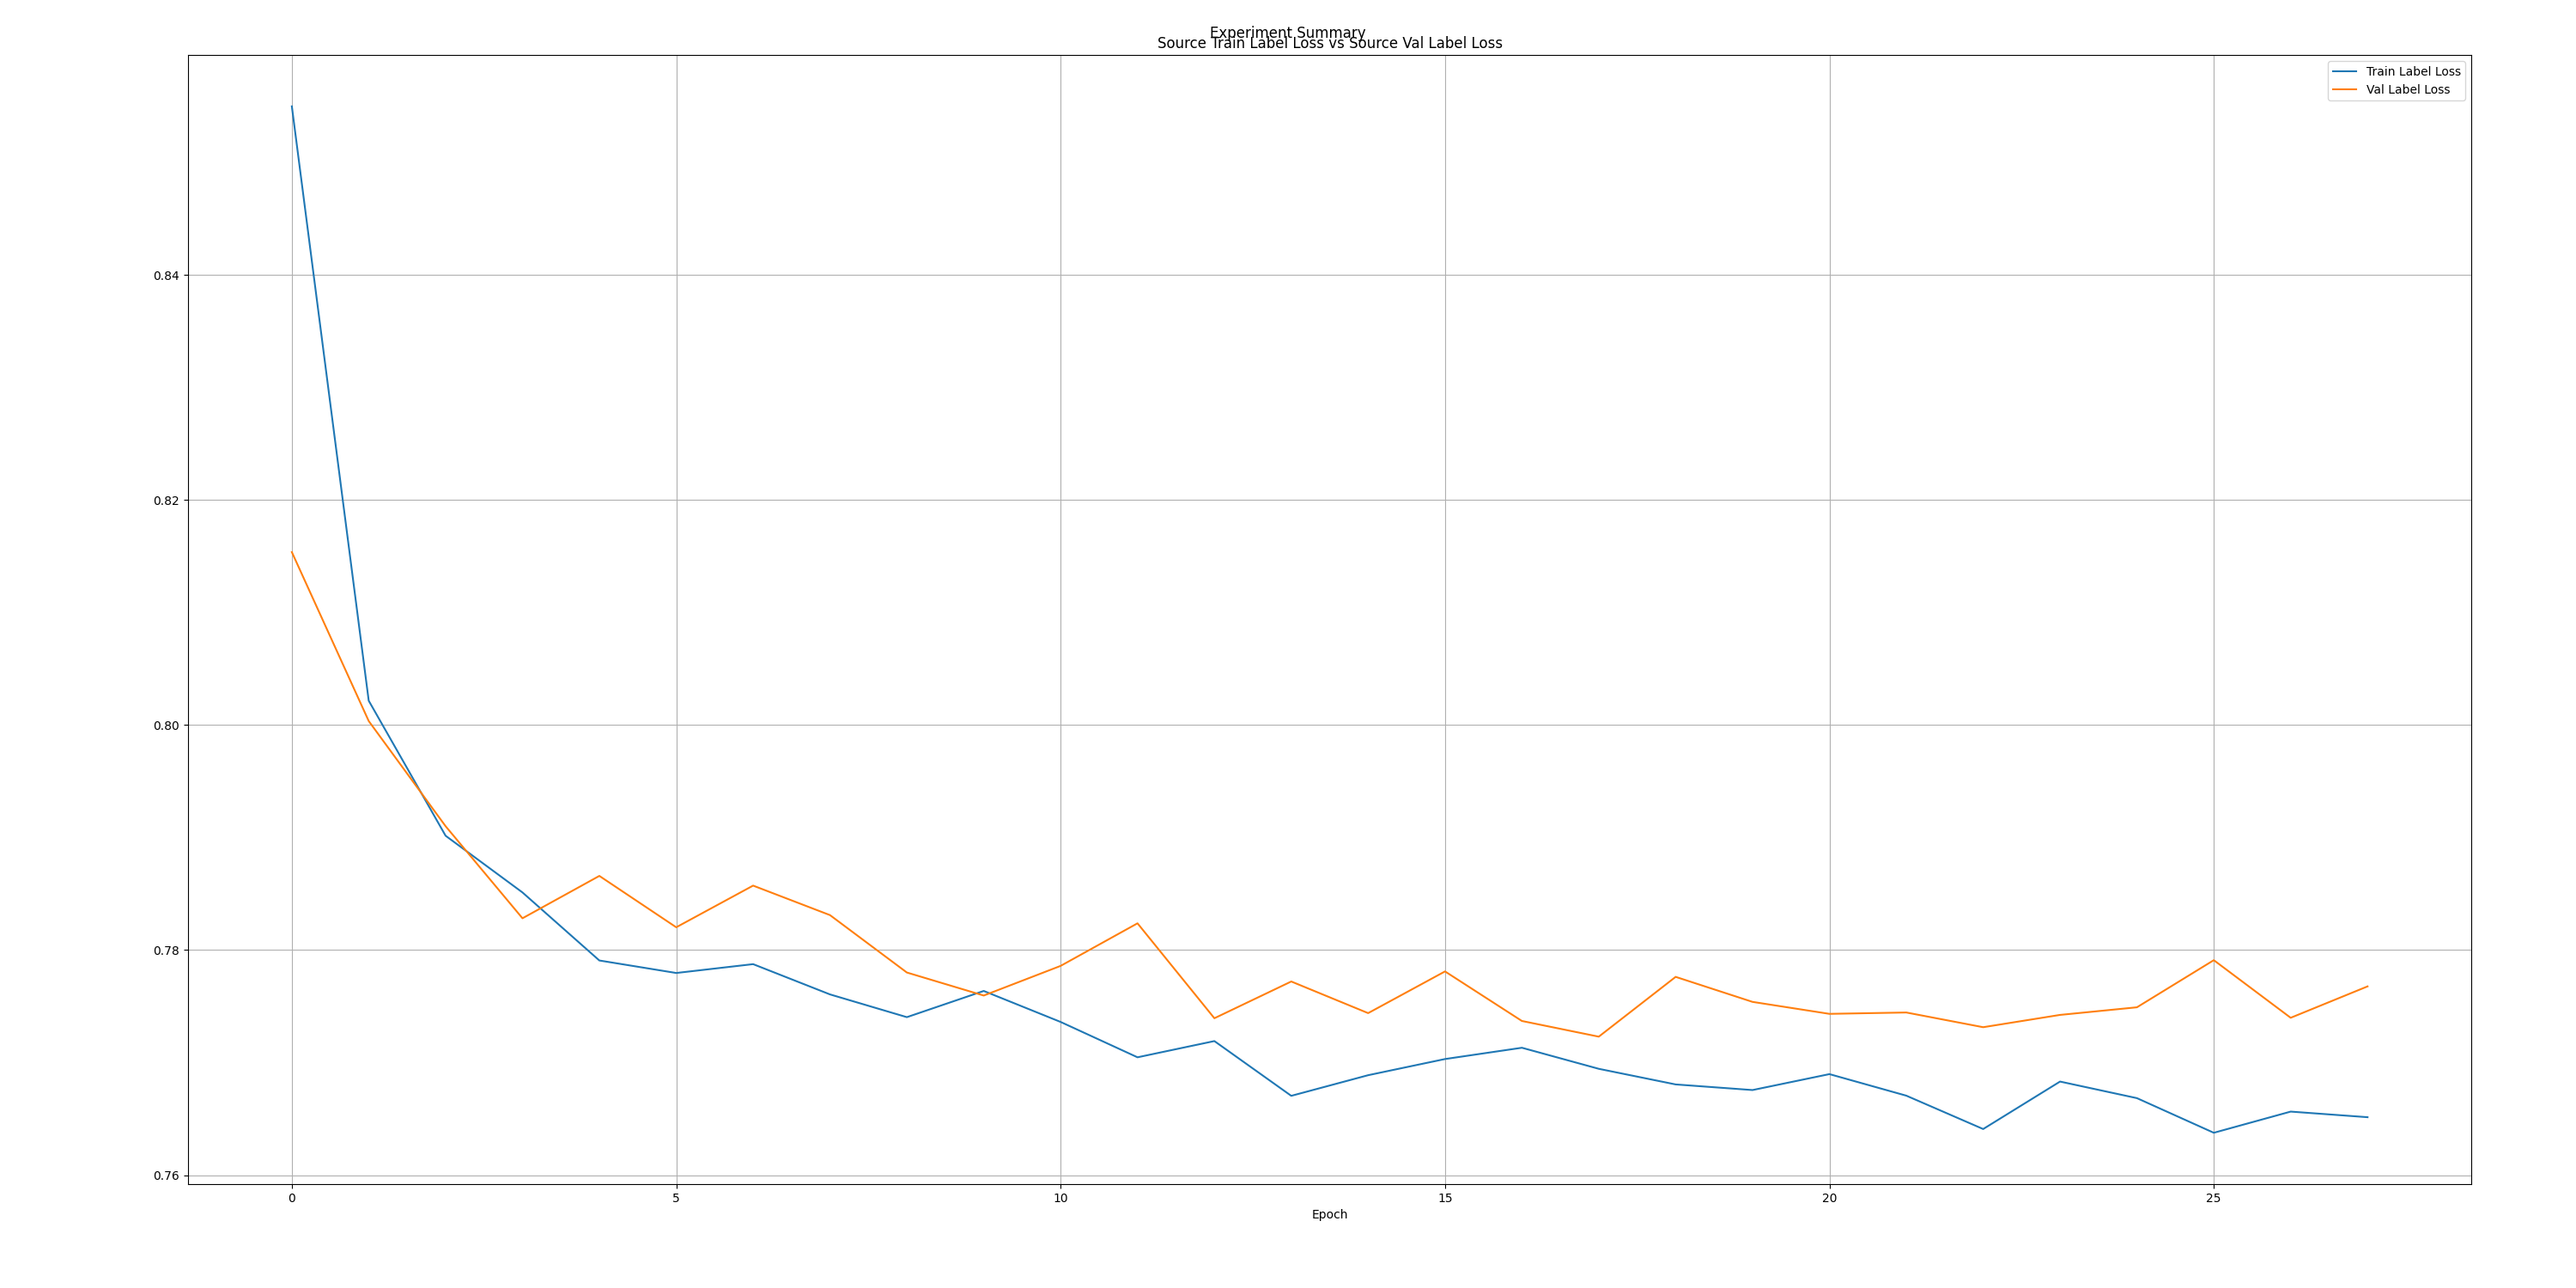 Experiment Summary
Source Train Label Loss vs Source Val Label Loss
Train Label Loss
Val Label Loss
0.84
0.82
0.80
0.78
0.76
0 5 10 15 20 25
Epoch